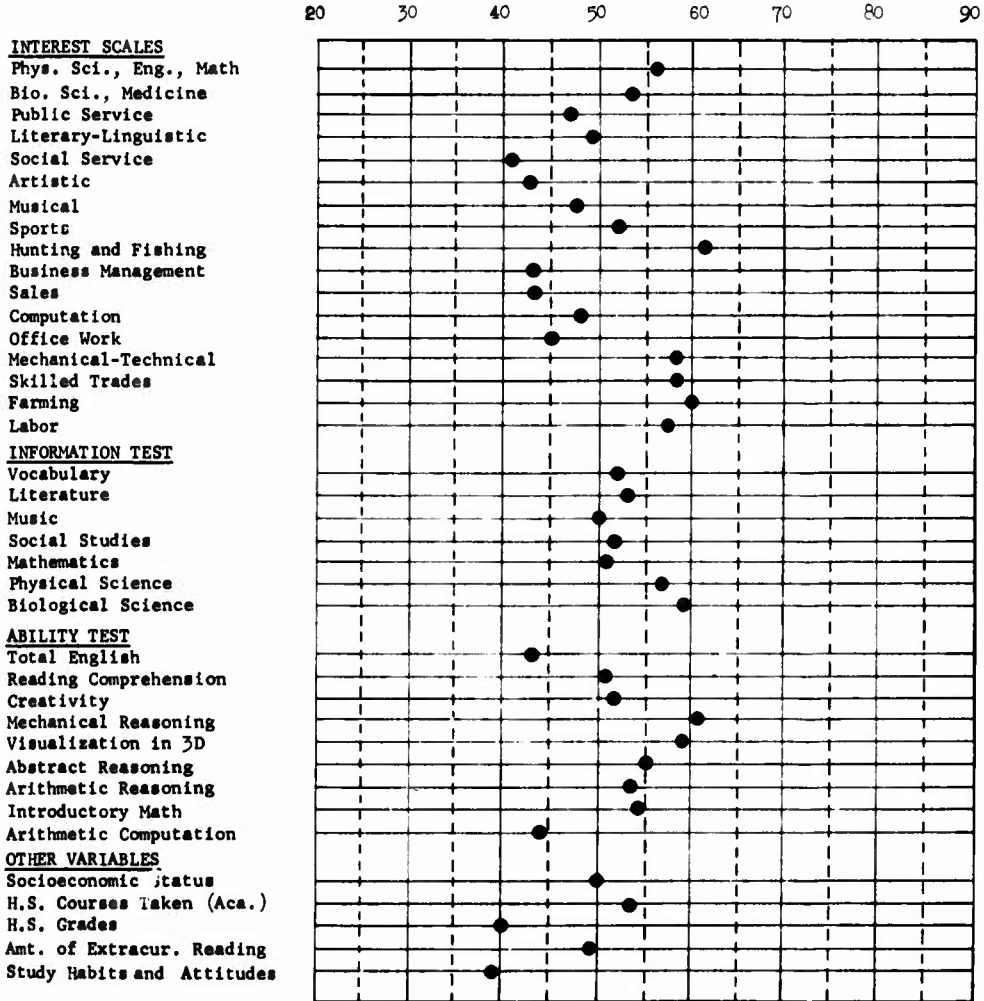 20 30 40 50 60 70 80 90
INTEREST SCALES
Phys. Sci., Eng., Math
Bio. Sci., Medicine
Public Service
Literary-Linguistic
Social Service
Artistic
Musical
Sports
Hunting and Fishing
Business Management
Sales
Computation
Office Work
Mechanical-Technical
Skilled Trades
Farming
Labor
INFORMATION TEST
Vocabulary
Literature
Music
Social Studies
Mathematics
Physical Science
Biological Science
ABILITY TEST
Total English
Reading Comprehension
Creativity
Mechanical Reasoning
Visualization in 3D
Abstract Reasoning
Arithmetic Reasoning
Introductory Math
Arithmetic Computation
OTHER VARIABLES
Socioeconomic Status
H.S. Courses Taken (Aca.)
H.S. Grades
Amt. of Extracur. Reading
Study Habits and Attitudes